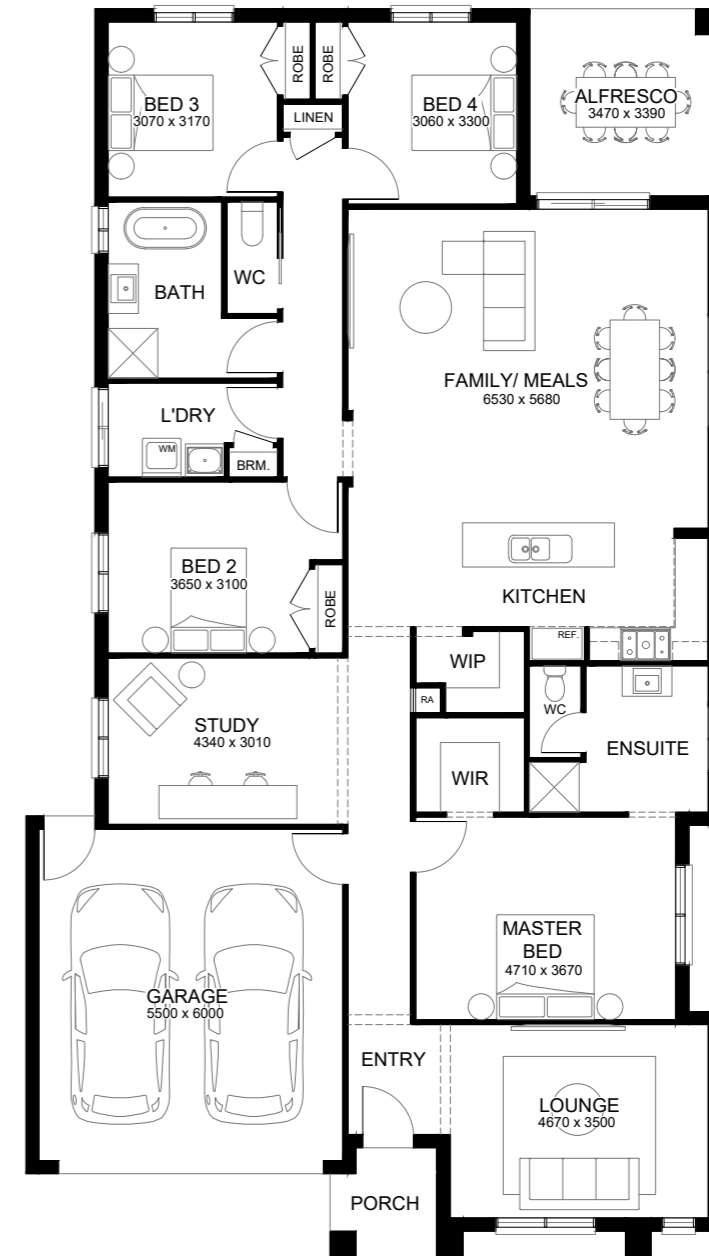 BED 3
3070 x 3170
ROBE
ROBE
BED 4
3060 x 3300
ALFRESCO
3470 x 3390
LINEN
BATH
WC
FAMILY/ MEALS
6530 x 5680
L'DRY
WM
BRM.
BED 2
3650 x 3100
ROBE
KITCHEN
REF.
WIP
RA
WC
ENSUITE
STUDY
4340 x 3010
WIR
MASTER
BED
4710 x 3670
GARAGE
5500 x 6000
ENTRY
LOUNGE
4670 x 3500
PORCH